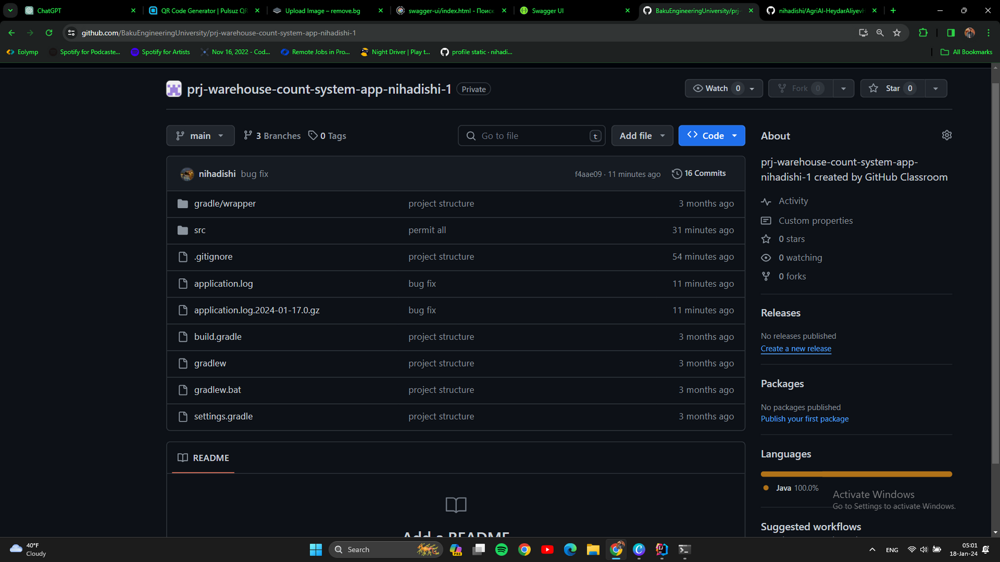 ChatGPT
QR Code Generator | Pulsuz QR
Upload Image – remove.bg
swagger-ui/index.html - Поиск
Swagger UI
BakuEngineeringUniversity/prj-
nihadishi/AgriAI-HeydarAliyev
github.com/BakuEngineeringUniversity/prj-warehouse-count-system-app-nihadishi-1
Eolymp
Spotify for Podcaste...
Spotify for Artists
Nov 16, 2022 - Cod...
Remote Jobs in Pro...
Night Driver | Play t...
profile static · nihadi...
All Bookmarks
prj-warehouse-count-system-app-nihadishi-1 Private
Watch 0
Fork 0
Star 0
main
3 Branches
0 Tags
Go to file t
Add file
Code
nihadishi bug fix
f4aae09 · 11 minutes ago
16 Commits
gradle/wrapper project structure 3 months ago
src permit all 31 minutes ago
.gitignore project structure 54 minutes ago
application.log bug fix 11 minutes ago
application.log.2024-01-17.0.gz bug fix 11 minutes ago
build.gradle project structure 3 months ago
gradlew project structure 3 months ago
gradlew.bat project structure 3 months ago
settings.gradle project structure 3 months ago
README
Add a README
About
prj-warehouse-count-system-app-
nihadishi-1 created by GitHub Classroom
Activity
Custom properties
0 stars
0 watching
0 forks
Releases
No releases published
Create a new release
Packages
No packages published
Publish your first package
Languages
Java 100.0%
Activate Windows
Go to Settings to activate Windows.
Suggested workflows
40°F
Cloudy
Search
PRE
ENG
05:01
18-Jan-24